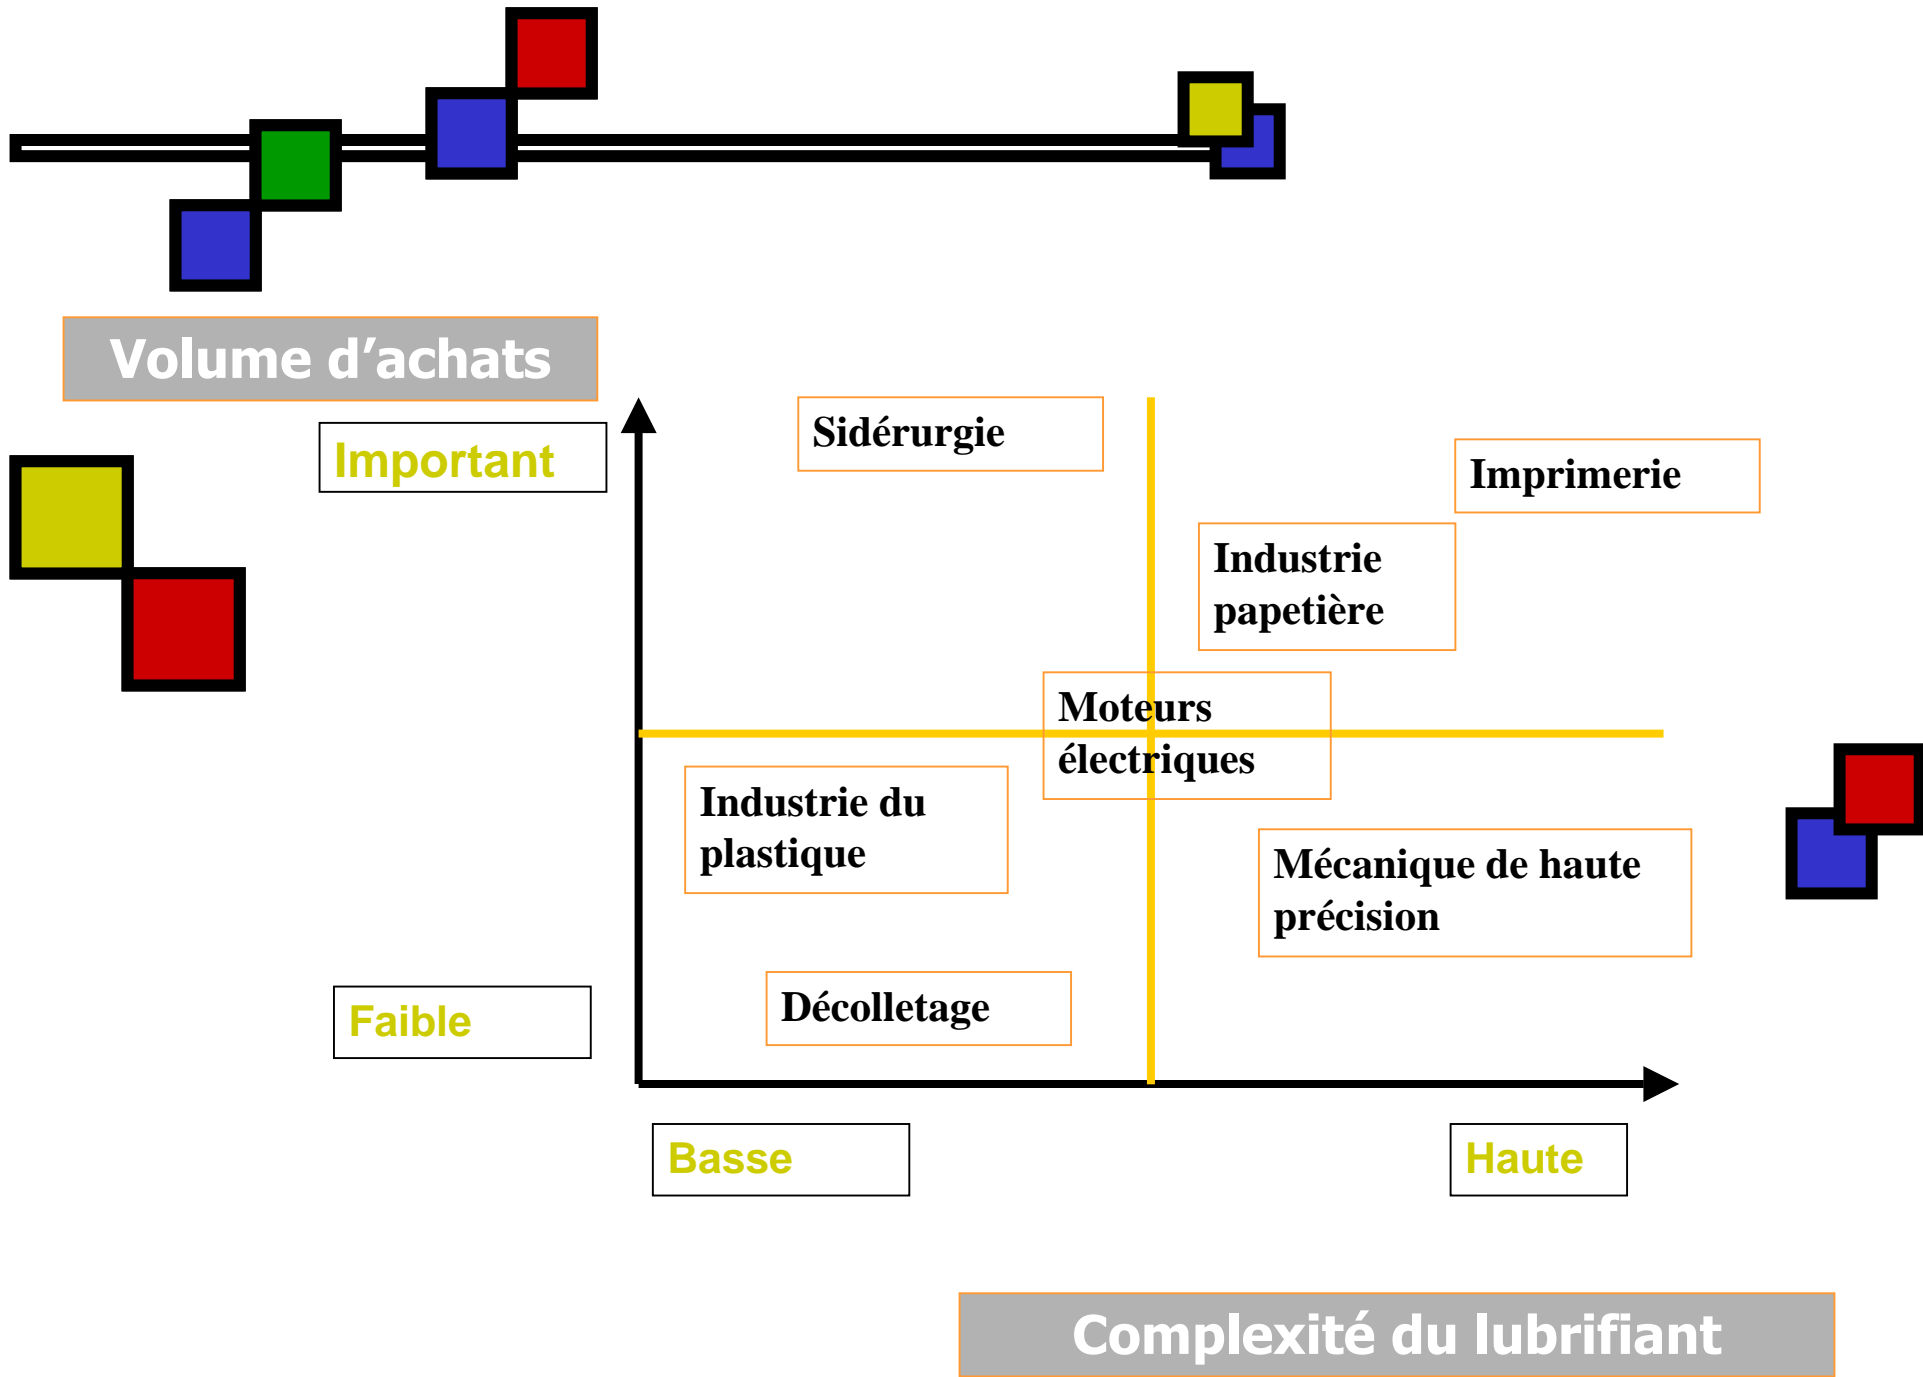 Volume d’achats
Important
Sidérurgie
Imprimerie
Industrie
papetière
Moteurs
électriques
Industrie du
plastique
Mécanique de haute
précision
Décolletage
Faible
Basse
Haute
Complexité du lubrifiant